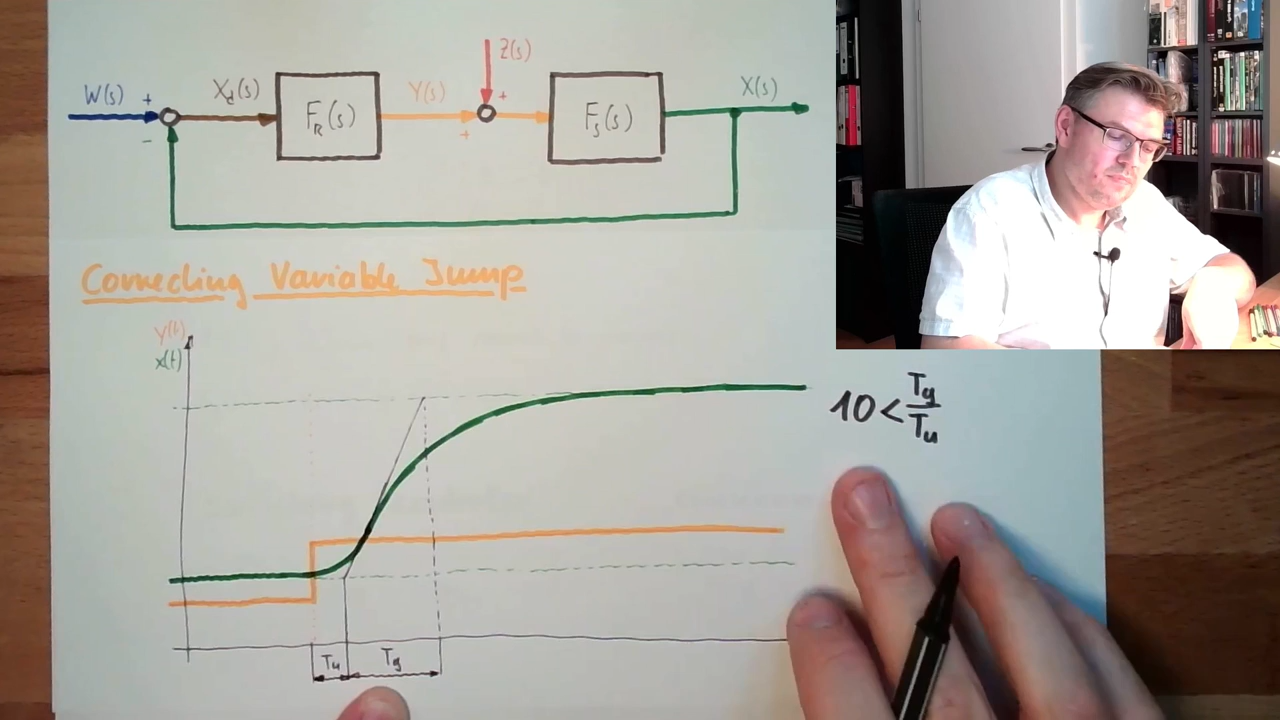 Z(s)
W(s) + X_d(s) F_R(s) Y(s) + F_S(s) X(s)
- +
Correcting Variable Jump
Y(t)
x(t)
10 < T_g / T_u
T_u T_g